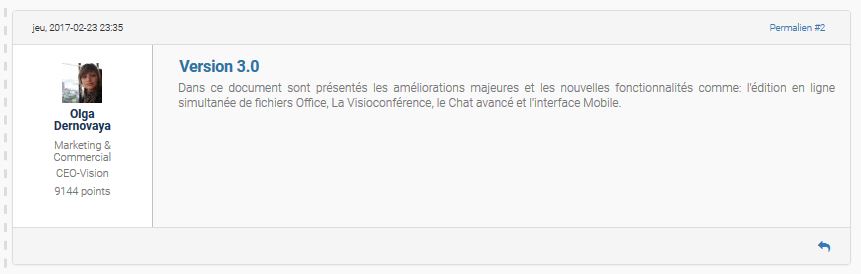 jeu, 2017-02-23 23:35
Permalien #2
Olga
Dernovaya
Marketing &
Commercial
CEO-Vision
9144 points
Version 3.0
Dans ce document sont présentés les améliorations majeures et les nouvelles fonctionnalités comme: l'édition en ligne
simultanée de fichiers Office, La Visioconférence, le Chat avancé et l'interface Mobile.